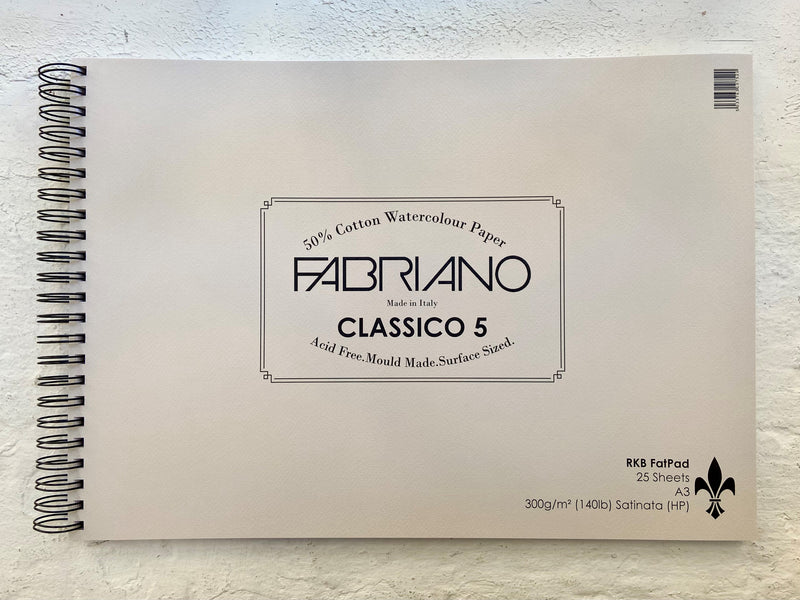 50% Cotton Watercolour Paper
FABRIANO
Made in Italy
CLASSICO 5
Acid Free.Mould Made.Surface Sized.
RKB FatPad
25 Sheets
A3
300g/m² (140lb) Satinata (HP)